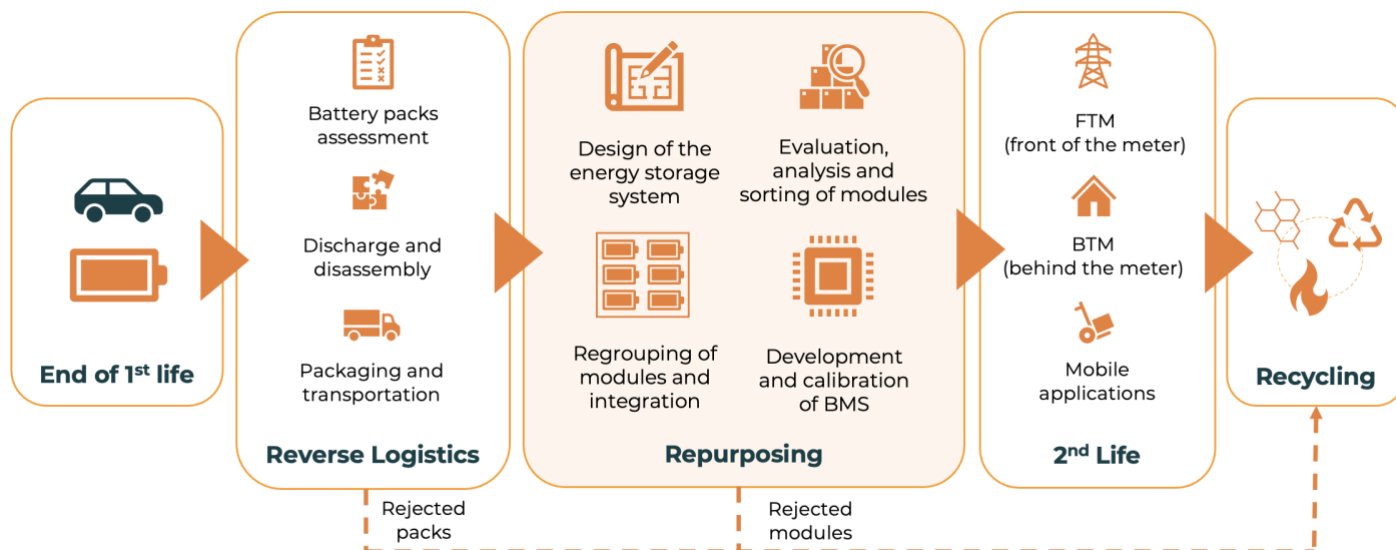 End of 1st life
Battery packs
assessment
Discharge and
disassembly
Packaging and
transportation
Reverse Logistics
Design of the
energy storage
system
Evaluation,
analysis and
sorting of modules
Regrouping of
modules and
integration
Development
and calibration
of BMS
Repurposing
FTM
(front of the meter)
BTM
(behind the meter)
Mobile
applications
2nd Life
Recycling
Rejected
packs
Rejected
modules